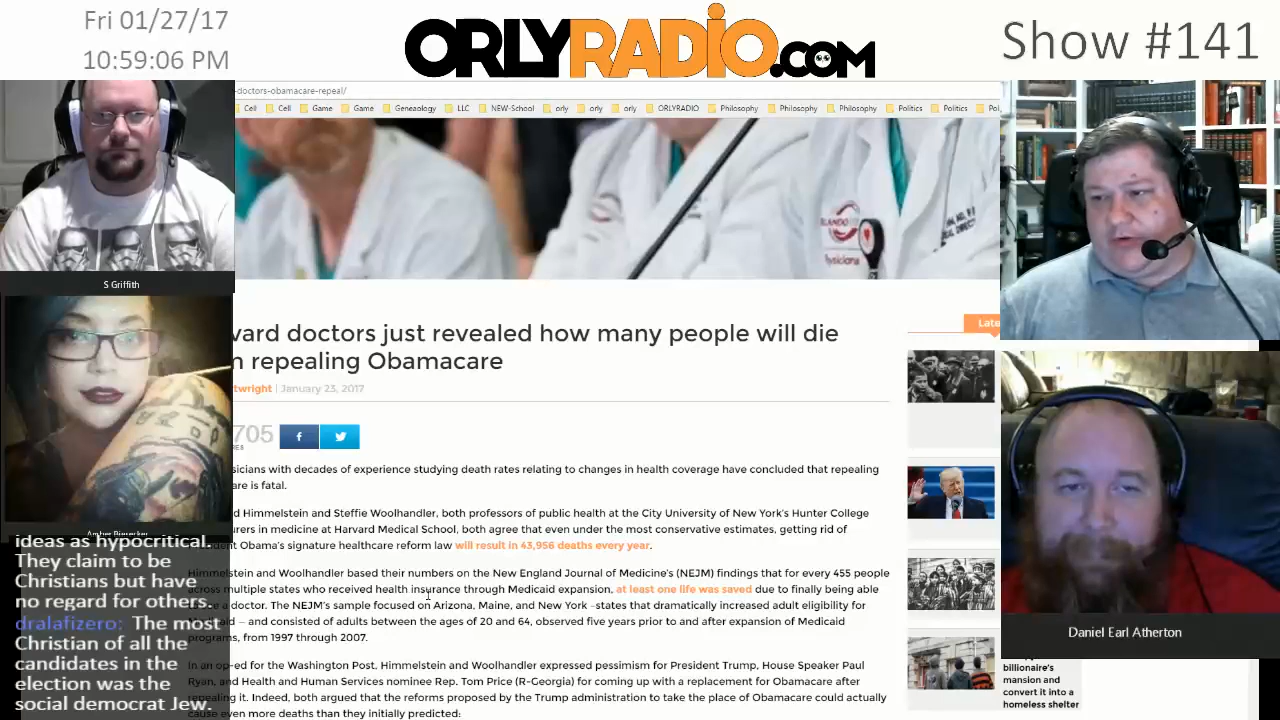 Fri 01/27/17
10:59:06 PM
ORLYRADIO.COM
Show #141
-doctors-obamacare-repeal/
Cell Cell Game Game Genealogy LLC NEW-School orly orly orly ORLYRADIO Philosophy Philosophy Philosophy Politics Politics Pol
S Griffith
vard doctors just revealed how many people will die
repealing Obamacare
twright | January 23, 2017
705
f
Late
sicians with decades of experience studying death rates relating to changes in health coverage have concluded that repealing
re is fatal.
d Himmelstein and Steffie Woolhandler, both professors of public health at the City University of New York's Hunter College
urers in medicine at Harvard Medical School, both agree that even under the most conservative estimates, getting rid of
ent Obama's signature healthcare reform law will result in 43,956 deaths every year.
Himmelstein and Woolhandler based their numbers on the New England Journal of Medicine's (NEJM) findings that for every 455 people
across multiple states who received health insurance through Medicaid expansion, at least one life was saved due to finally being able
doctor. The NEJM's sample focused on Arizona, Maine, and New York –states that dramatically increased adult eligibility for
aid – and consisted of adults between the ages of 20 and 64, observed five years prior to and after expansion of Medicaid
programs, from 1997 through 2007.
In an op-ed for the Washington Post, Himmelstein and Woolhandler expressed pessimism for President Trump, House Speaker Paul
Ryan, and Health and Human Services nominee Rep. Tom Price (R-Georgia) for coming up with a replacement for Obamacare after
repealing it. Indeed, both argued that the reforms proposed by the Trump administration to take the place of Obamacare could actually
cause even more deaths than they initially predicted:
ideas as hypocritical.
They claim to be
Christians but have
no regard for others.
dralafizero: The most
Christian of all the
candidates in the
election was the
social democrat Jew.
Daniel Earl Atherton
billionaire's
mansion and
convert it into a
homeless shelter